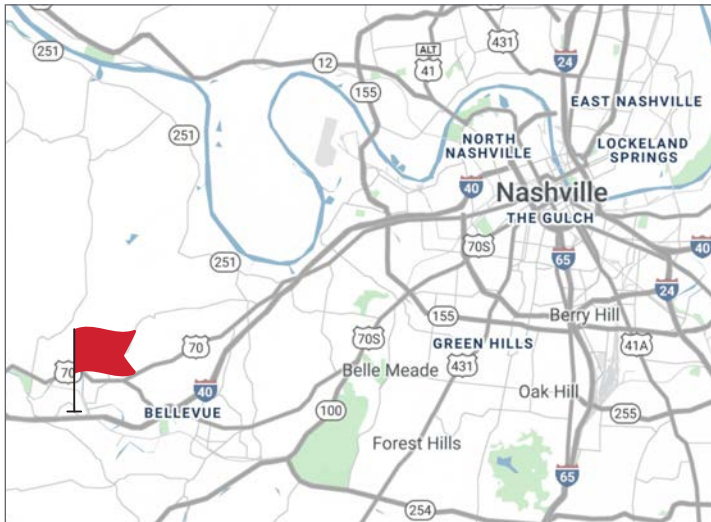 251
12
ALT
41
431
24
155
EAST NASHVILLE
251
NORTH
NASHVILLE
LOCKELAND
SPRINGS
40
Nashville
THE GULCH
70S
251
65
40
24
155
Berry Hill
70
70S
GREEN HILLS
41A
70
Belle Meade
431
40
Oak Hill
BELLEVUE
100
255
Forest Hills
65
254